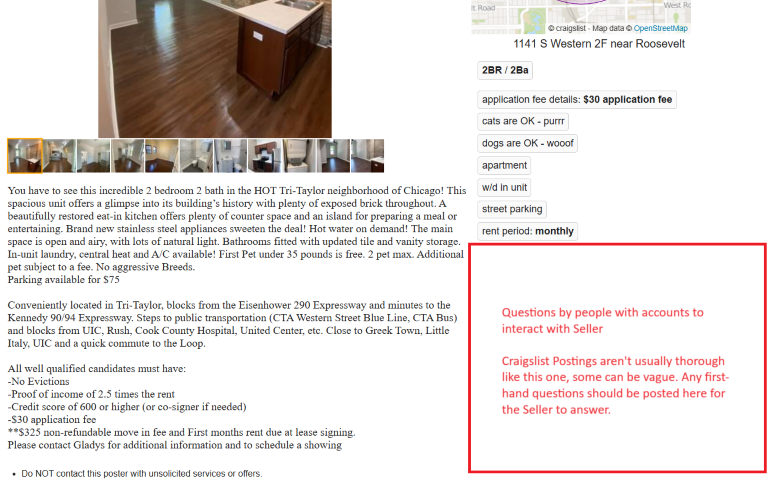 it Road
West Ro
© craigslist - Map data © OpenStreetMap
1141 S Western 2F near Roosevelt
2BR / 2Ba
application fee details: $30 application fee
cats are OK - purrr
dogs are OK - wooof
apartment
w/d in unit
street parking
rent period: monthly
You have to see this incredible 2 bedroom 2 bath in the HOT Tri-Taylor neighborhood of Chicago! This
spacious unit offers a glimpse into its building's history with plenty of exposed brick throughout. A
beautifully restored eat-in kitchen offers plenty of counter space and an island for preparing a meal or
entertaining. Brand new stainless steel appliances sweeten the deal! Hot water on demand! The main
space is open and airy, with lots of natural light. Bathrooms fitted with updated tile and vanity storage.
In-unit laundry, central heat and A/C available! First Pet under 35 pounds is free. 2 pet max. Additional
pet subject to a fee. No aggressive Breeds.
Parking available for $75
Conveniently located in Tri-Taylor, blocks from the Eisenhower 290 Expressway and minutes to the
Kennedy 90/94 Expressway. Steps to public transportation (CTA Western Street Blue Line, CTA Bus)
and blocks from UIC, Rush, Cook County Hospital, United Center, etc. Close to Greek Town, Little
Italy, UIC and a quick commute to the Loop.
All well qualified candidates must have:
-No Evictions
-Proof of income of 2.5 times the rent
-Credit score of 600 or higher (or co-signer if needed)
-$30 application fee
**$325 non-refundable move in fee and First months rent due at lease signing.
Please contact Gladys for additional information and to schedule a showing
• Do NOT contact this poster with unsolicited services or offers.
Questions by people with accounts to
interact with Seller
Craigslist Postings aren't usually thorough
like this one, some can be vague. Any first-
hand questions should be posted here for
the Seller to answer.